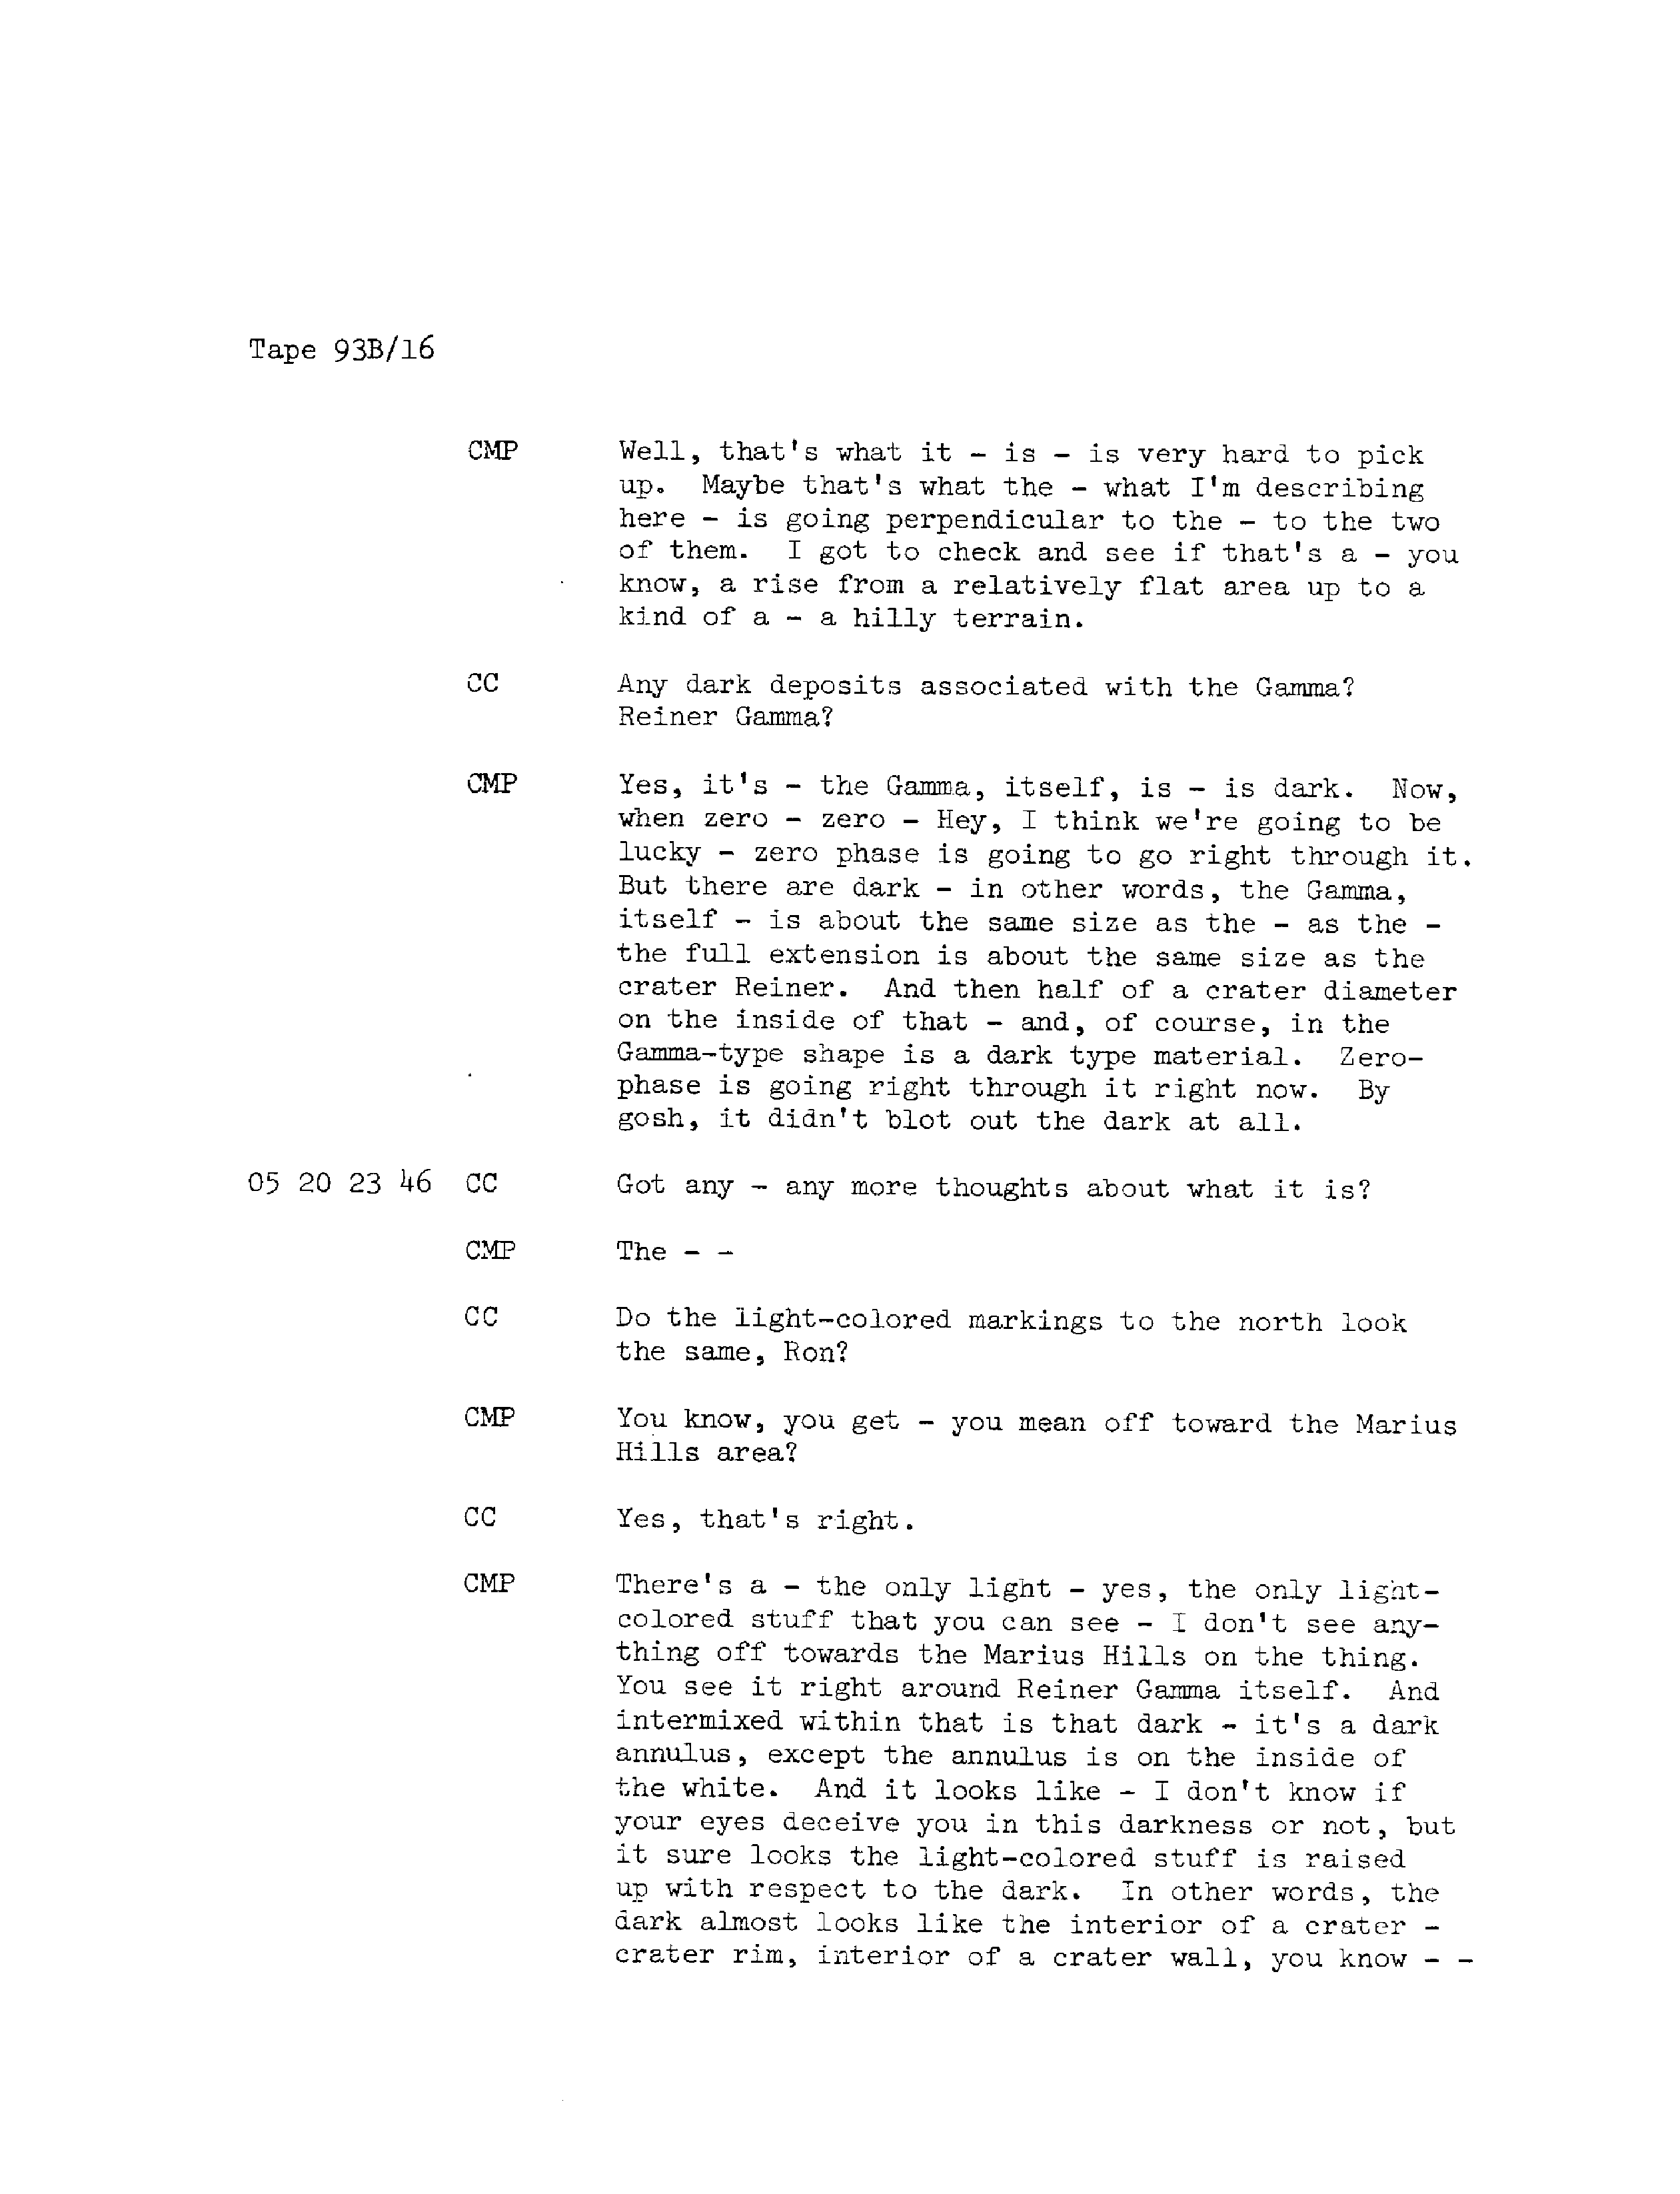 Tape 93B/16
CMP Well, that's what it - is - is very hard to pick
up. Maybe that's what the - what I'm describing
here - is going perpendicular to the - to the two
of them. I got to check and see if that's a - you
know, a rise from a relatively flat area up to a
kind of a - a hilly terrain.
CC Any dark deposits associated with the Gamma?
Reiner Gamma?
CMP Yes, it's - the Gamma, itself, is - is dark. Now,
when zero - zero - Hey, I think we're going to be
lucky - zero phase is going to go right through it.
But there are dark - in other words, the Gamma,
itself - is about the same size as the - as the -
the full extension is about the same size as the
crater Reiner. And then half of a crater diameter
on the inside of that - and, of course, in the
Gamma-type shape is a dark type material. Zero-
phase is going right through it right now. By
gosh, it didn't blot out the dark at all.
05 20 23 46 CC Got any - any more thoughts about what it is?
CMP The - -
CC Do the light-colored markings to the north look
the same, Ron?
CMP You know, you get - you mean off toward the Marius
Hills area?
CC Yes, that's right.
CMP There's a - the only light - yes, the only light-
colored stuff that you can see - I don't see any-
thing off towards the Marius Hills on the thing.
You see it right around Reiner Gamma itself. And
intermixed within that is that dark - it's a dark
annulus, except the annulus is on the inside of
the white. And it looks like - I don't know if
your eyes deceive you in this darkness or not, but
it sure looks the light-colored stuff is raised
up with respect to the dark. In other words, the
dark almost looks like the interior of a crater -
crater rim, interior of a crater wall, you know - -